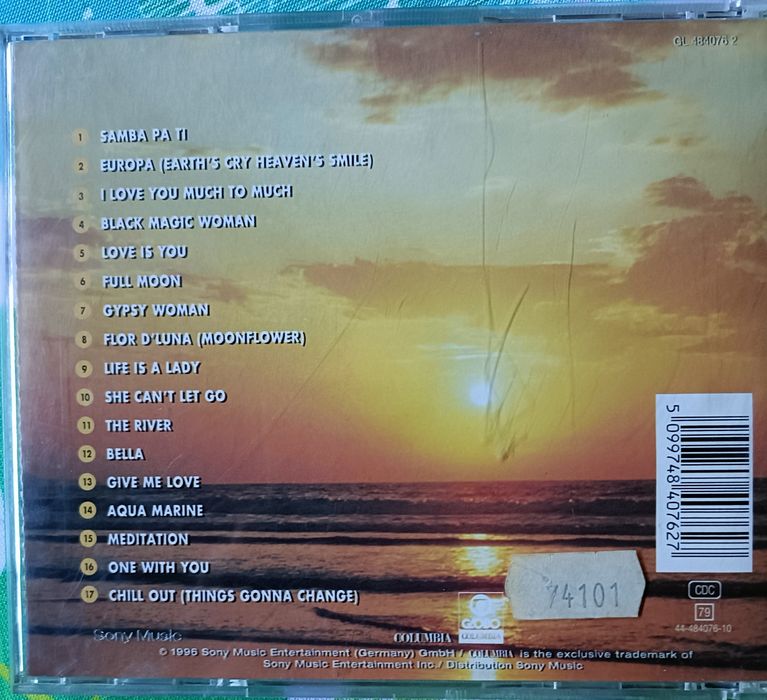 GL 484076 2
1 SAMBA PA TI
2 EUROPA (EARTH'S CRY HEAVEN'S SMILE)
3 I LOVE YOU MUCH TO MUCH
4 BLACK MAGIC WOMAN
5 LOVE IS YOU
6 FULL MOON
7 GYPSY WOMAN
8 FLOR D'LUNA (MOONFLOWER)
9 LIFE IS A LADY
10 SHE CAN'T LET GO
11 THE RIVER
12 BELLA
13 GIVE ME LOVE
14 AQUA MARINE
15 MEDITATION
16 ONE WITH YOU
17 CHILL OUT (THINGS GONNA CHANGE)
5 099748 407627
74101
CDC
79
44-484076-10
Sony Music
COLUMBIA
GLOBO
COLUMBIA
© 1996 Sony Music Entertainment (Germany) GmbH / COLUMBIA is the exclusive trademark of
Sony Music Entertainment Inc. / Distribution Sony Music